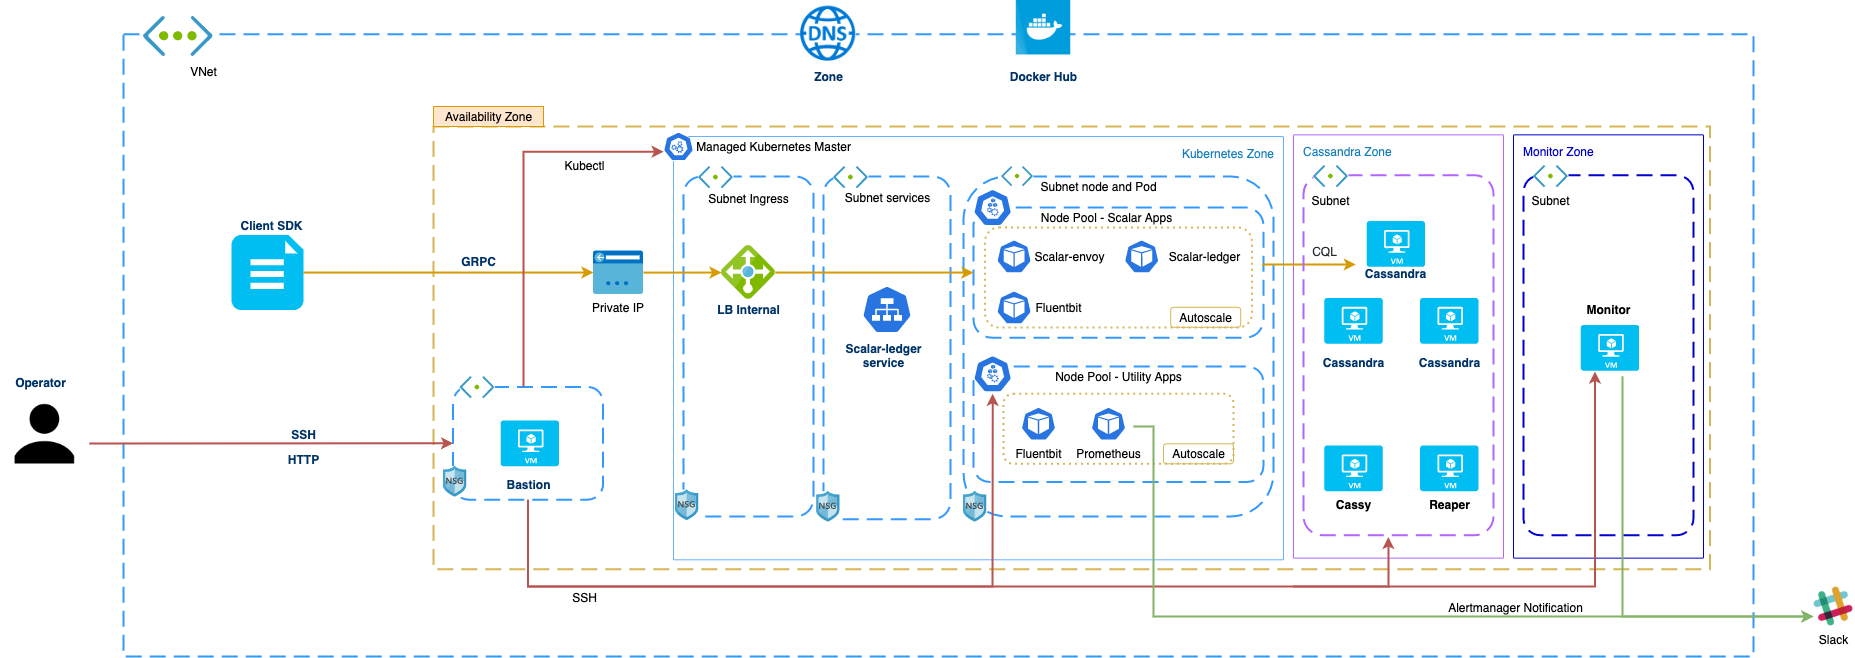 DNS
VNet
Zone
Docker Hub
Availability Zone
Managed Kubernetes Master
Kubernetes Zone
Cassandra Zone
Monitor Zone
Kubectl
Subnet Ingress
Subnet services
Subnet node and Pod
Subnet
Subnet
Node Pool - Scalar Apps
Client SDK
GRPC
Scalar-envoy
Scalar-ledger
CQL
Cassandra
Private IP
LB Internal
Fluentbit
Autoscale
Monitor
VM
Scalar-ledger
service
VM
VM
Cassandra
Cassandra
VM
Node Pool - Utility Apps
Operator
SSH
HTTP
VM
Bastion
NSG
Fluentbit
Prometheus
Autoscale
VM
VM
Cassy
Reaper
NSG
NSG
NSG
SSH
Alertmanager Notification
Slack